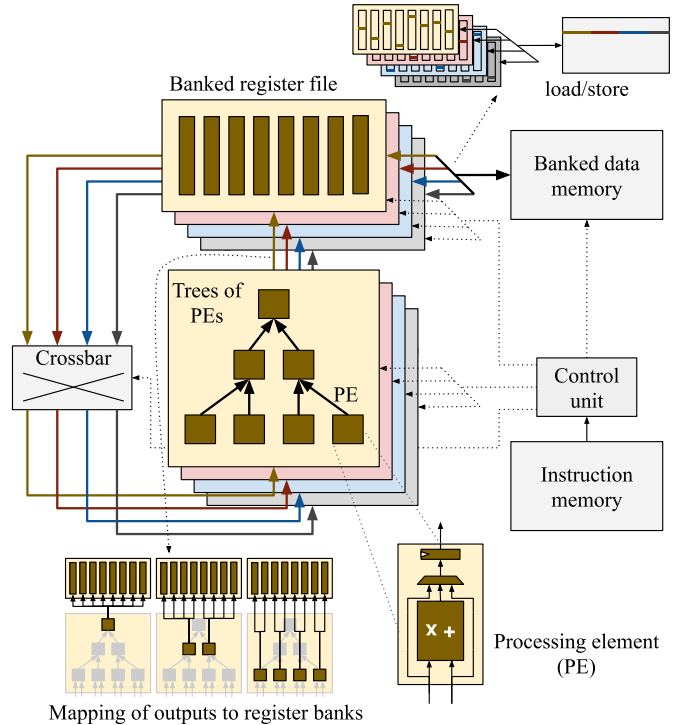 load/store
Banked register file
Banked data
memory
Trees of
PEs
Crossbar
PE
Control
unit
Instruction
memory
x +
Processing element
(PE)
Mapping of outputs to register banks